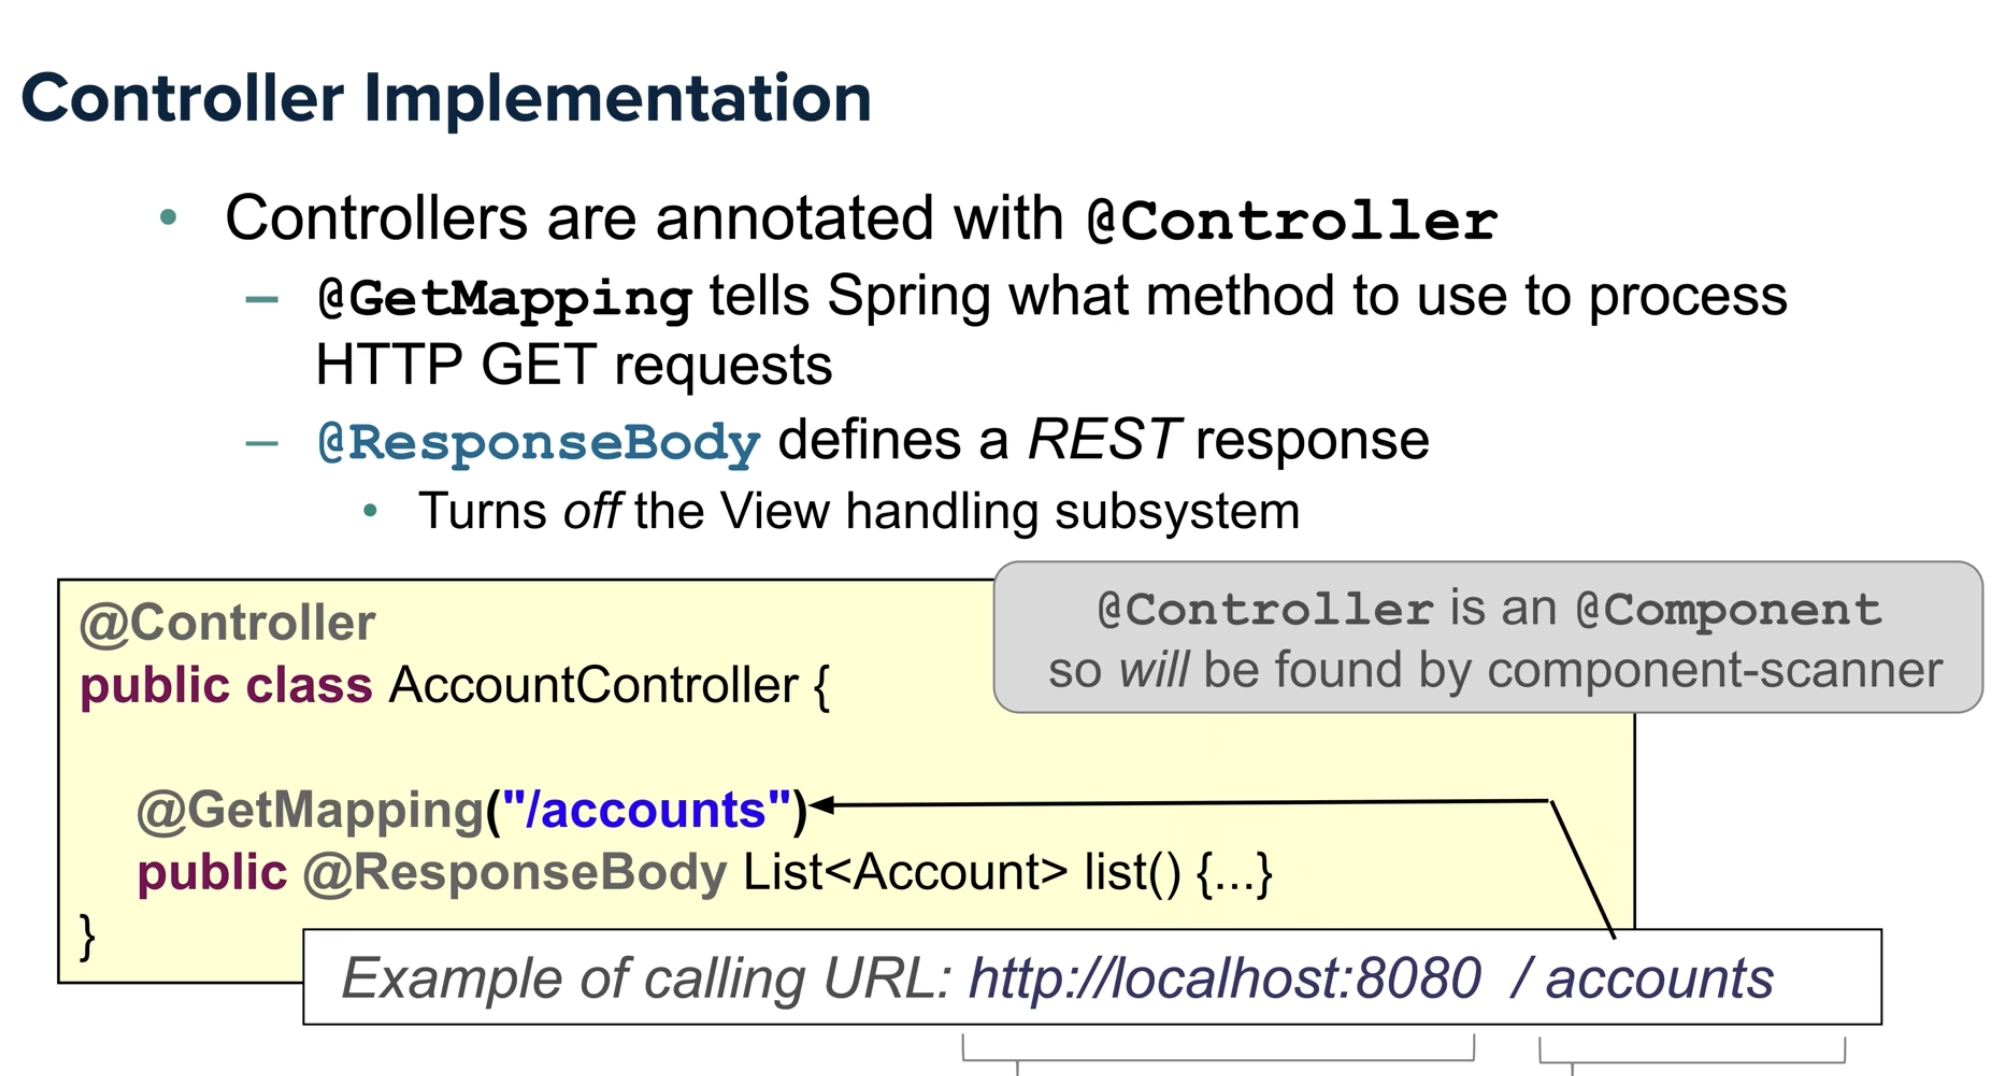 Controller Implementation
• Controllers are annotated with @Controller
– @GetMapping tells Spring what method to use to process
HTTP GET requests
– @ResponseBody defines a REST response
• Turns off the View handling subsystem
@Controller is an @Component
so will be found by component-scanner
@Controller
public class AccountController {
@GetMapping("/accounts")
public @ResponseBody List<Account> list() {...}
}
Example of calling URL: http://localhost:8080 / accounts